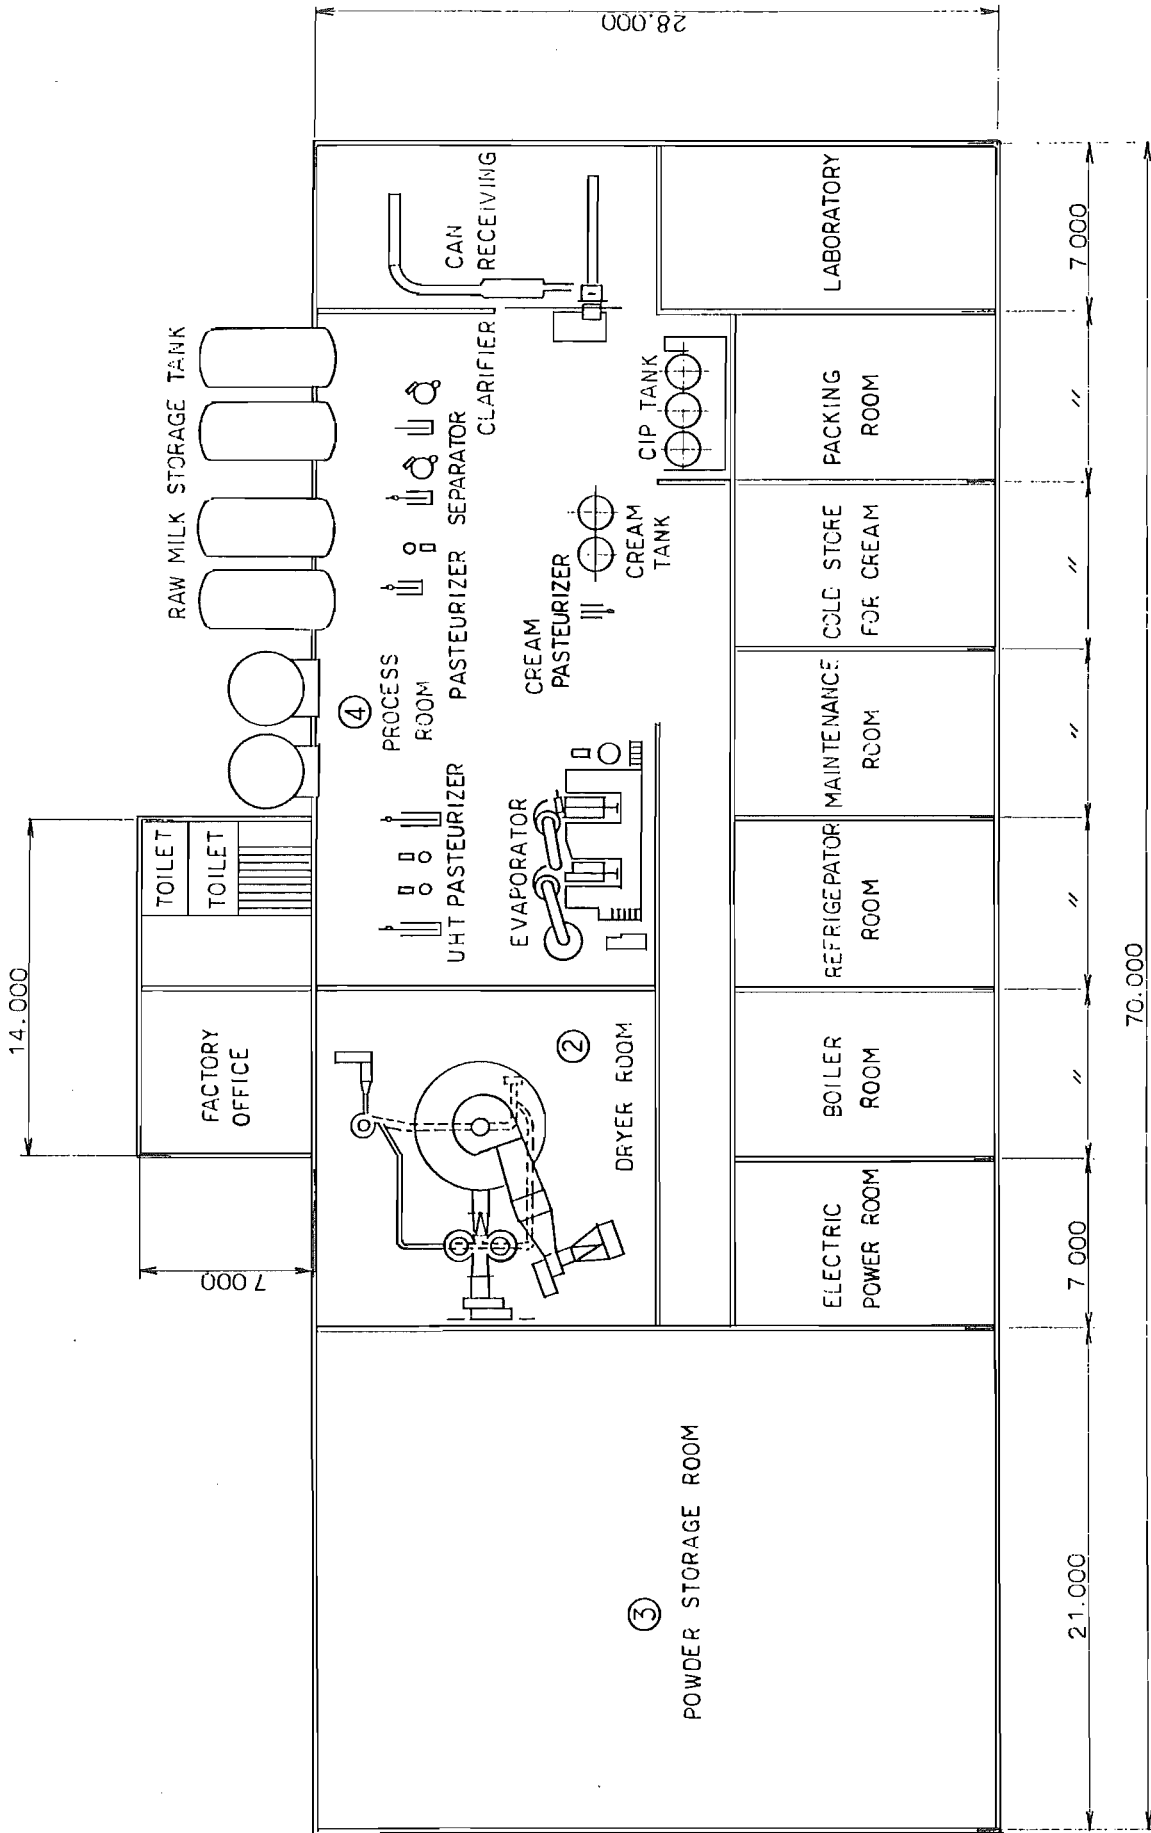 14.000
7.000
28.000
TOILET
TOILET
FACTORY
OFFICE
RAW MILK STORAGE TANK
④
PROCESS
ROOM
CAN
RECEIVING
CLARIFIER
SEPARATOR
PASTEURIZER
UHT PASTEURIZER
EVAPORATOR
CREAM
PASTEURIZER
CREAM
TANK
CIP TANK
②
DRYER ROOM
③
POWDER STORAGE ROOM
ELECTRIC
POWER ROOM
BOILER
ROOM
REFRIGEPATOR
ROOM
MAINTENANCE
ROOM
COLD STORE
FOR CREAM
PACKING
ROOM
LABORATORY
21.000
7 000
〃
〃
〃
〃
〃
7 000
70.000